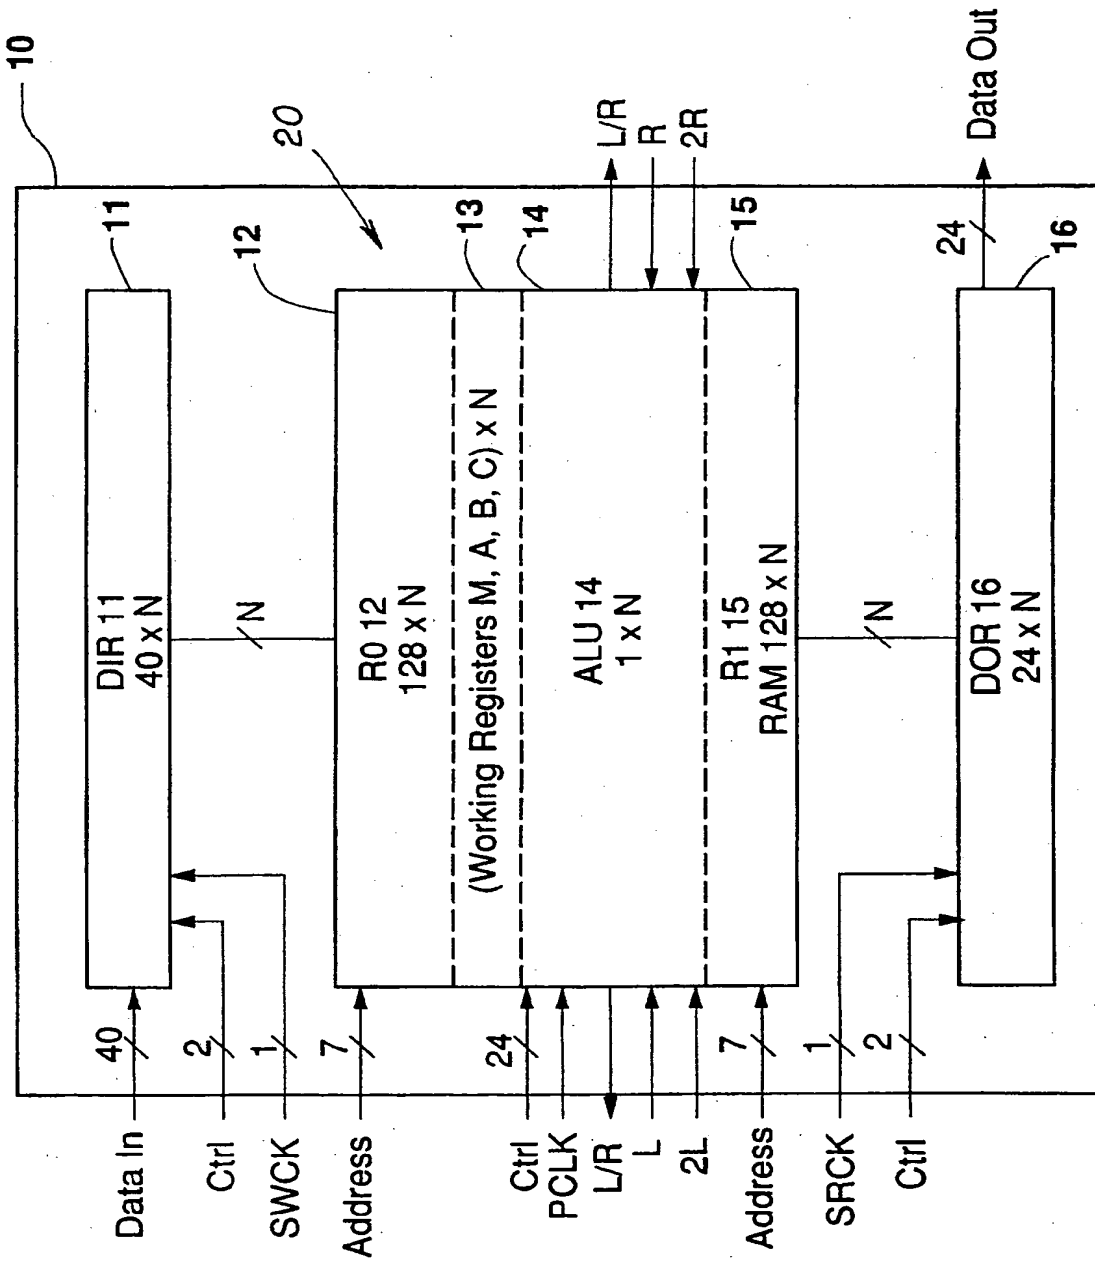 10
11
DIR 11
40 x N
Data In
40
Ctrl
2
SWCK
1
N
20
12
Address
7
R0 12
128 x N
13
(Working Registers M, A, B, C) x N
14
Ctrl
24
PCLK
L/R
L
2L
ALU 14
1 x N
L/R
R
2R
15
Address
7
R1 15
RAM 128 x N
SRCK
1
N
Ctrl
2
DOR 16
24 x N
24
Data Out
16